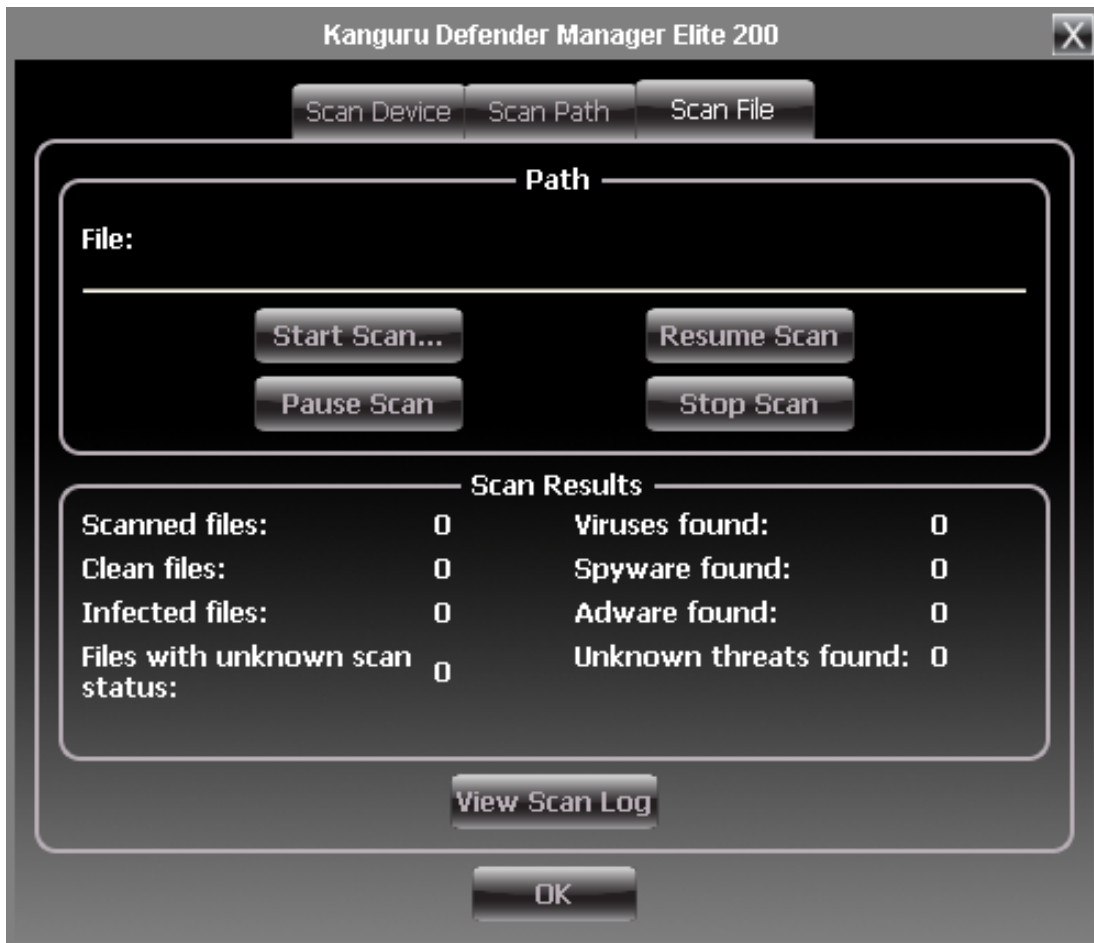 Kanguru Defender Manager Elite 200
X
Scan Device Scan Path Scan File
Path
File:
Start Scan... Resume Scan
Pause Scan Stop Scan
Scan Results
Scanned files: 0 Viruses found: 0
Clean files: 0 Spyware found: 0
Infected files: 0 Adware found: 0
Files with unknown scan status: 0 Unknown threats found: 0
View Scan Log
OK